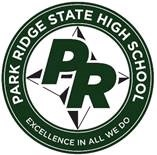 PARK RIDGE STATE HIGH SCHOOL
PR
EXCELLENCE IN ALL WE DO